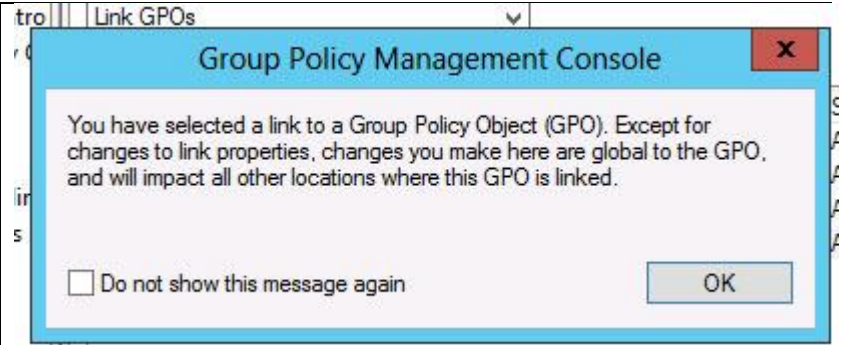 Link GPOs
Group Policy Management Console
x
You have selected a link to a Group Policy Object (GPO). Except for
changes to link properties, changes you make here are global to the GPO,
and will impact all other locations where this GPO is linked.
Do not show this message again
OK